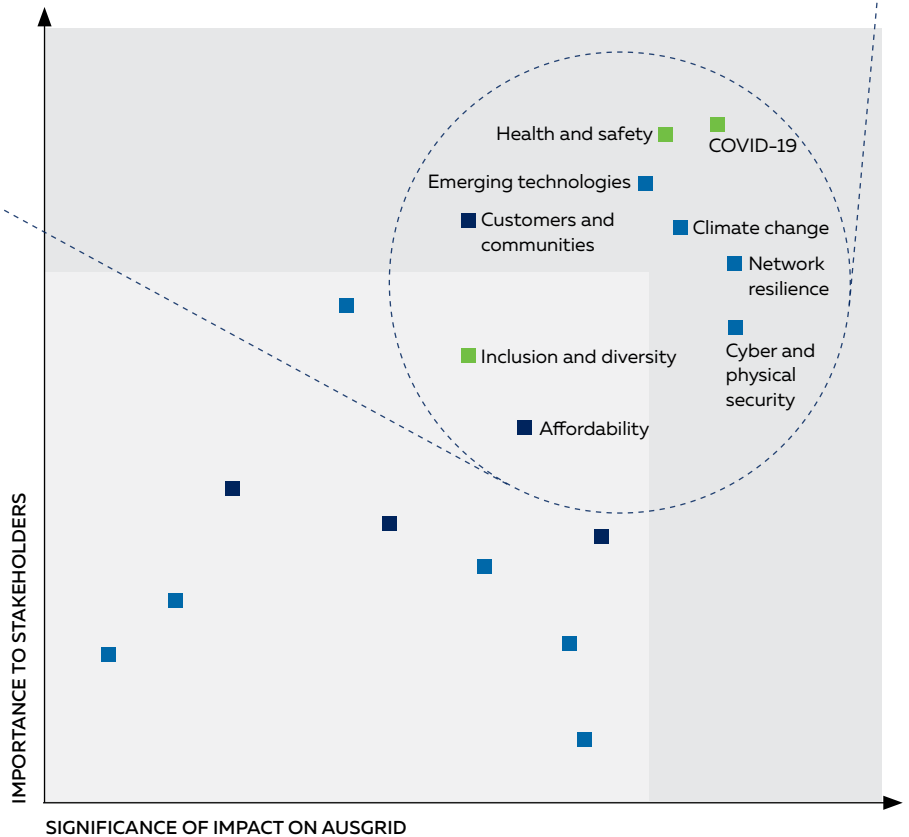 Health and safety
COVID-19
Emerging technologies
Customers and
communities
Climate change
Network
resilience
Cyber and
physical
security
Inclusion and diversity
Affordability
IMPORTANCE TO STAKEHOLDERS
SIGNIFICANCE OF IMPACT ON AUSGRID